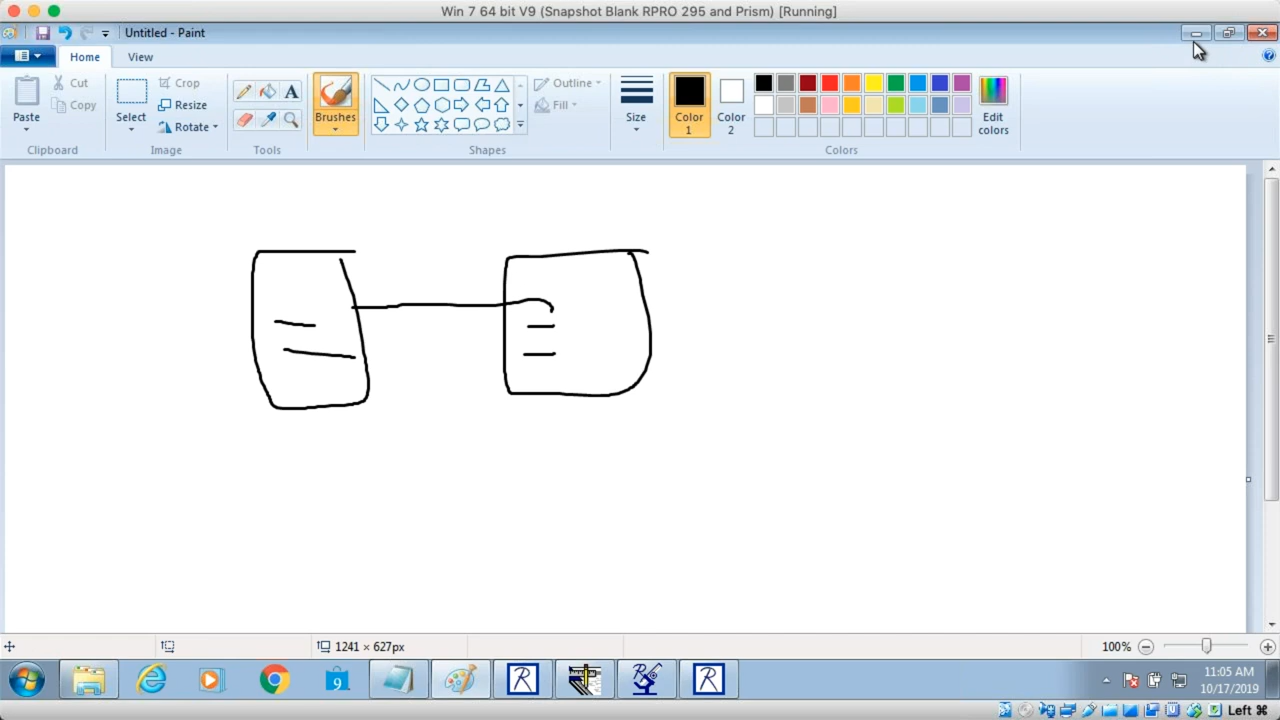 Win 7 64 bit V9 (Snapshot Blank RPRO 295 and Prism) [Running]
Untitled - Paint
Home View
Paste
Cut
Copy
Clipboard
Select
Crop
Resize
Rotate
Image
A
Tools
Brushes
Shapes
Outline
Fill
Size
Color 1
Color 2
Edit colors
Colors
1241 × 627px
100%
9
R
R
11:05 AM
10/17/2019
Left ⌘